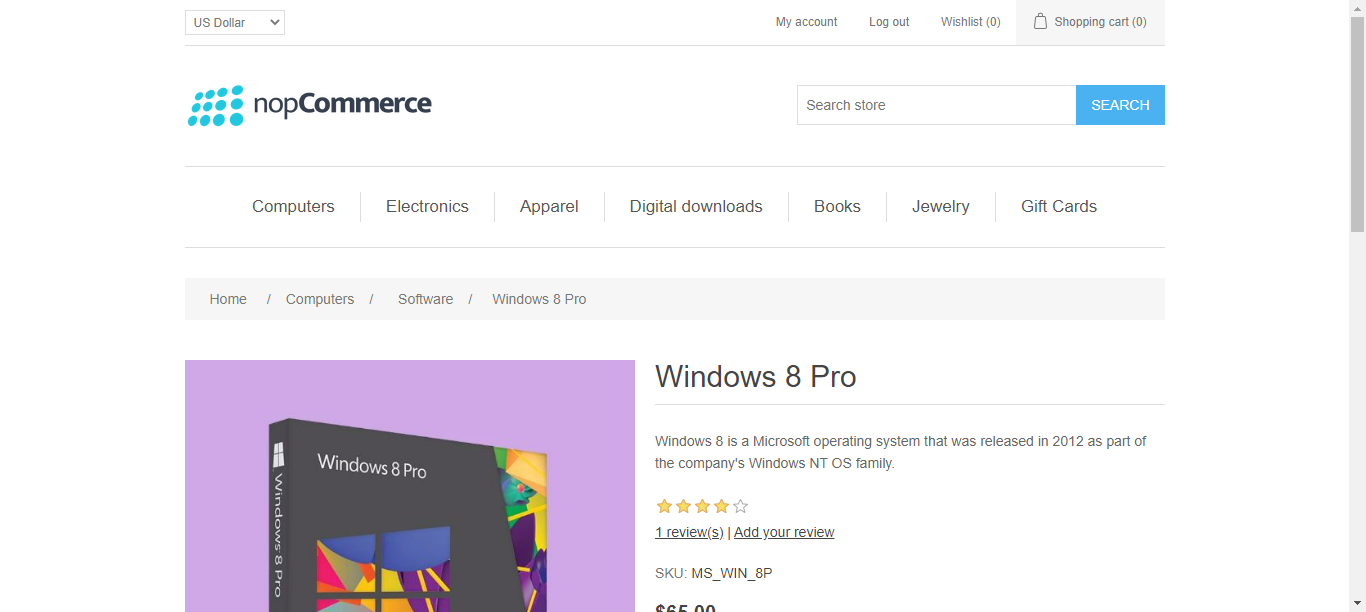 US Dollar
My account
Log out
Wishlist (0)
Shopping cart (0)
nopCommerce
Search store
SEARCH
Computers
Electronics
Apparel
Digital downloads
Books
Jewelry
Gift Cards
Home / Computers / Software / Windows 8 Pro
Windows 8 Pro
Windows 8 Pro
Windows 8 Pro
Windows 8 is a Microsoft operating system that was released in 2012 as part of
the company's Windows NT OS family.
1 review(s) | Add your review
SKU: MS_WIN_8P
$65.00